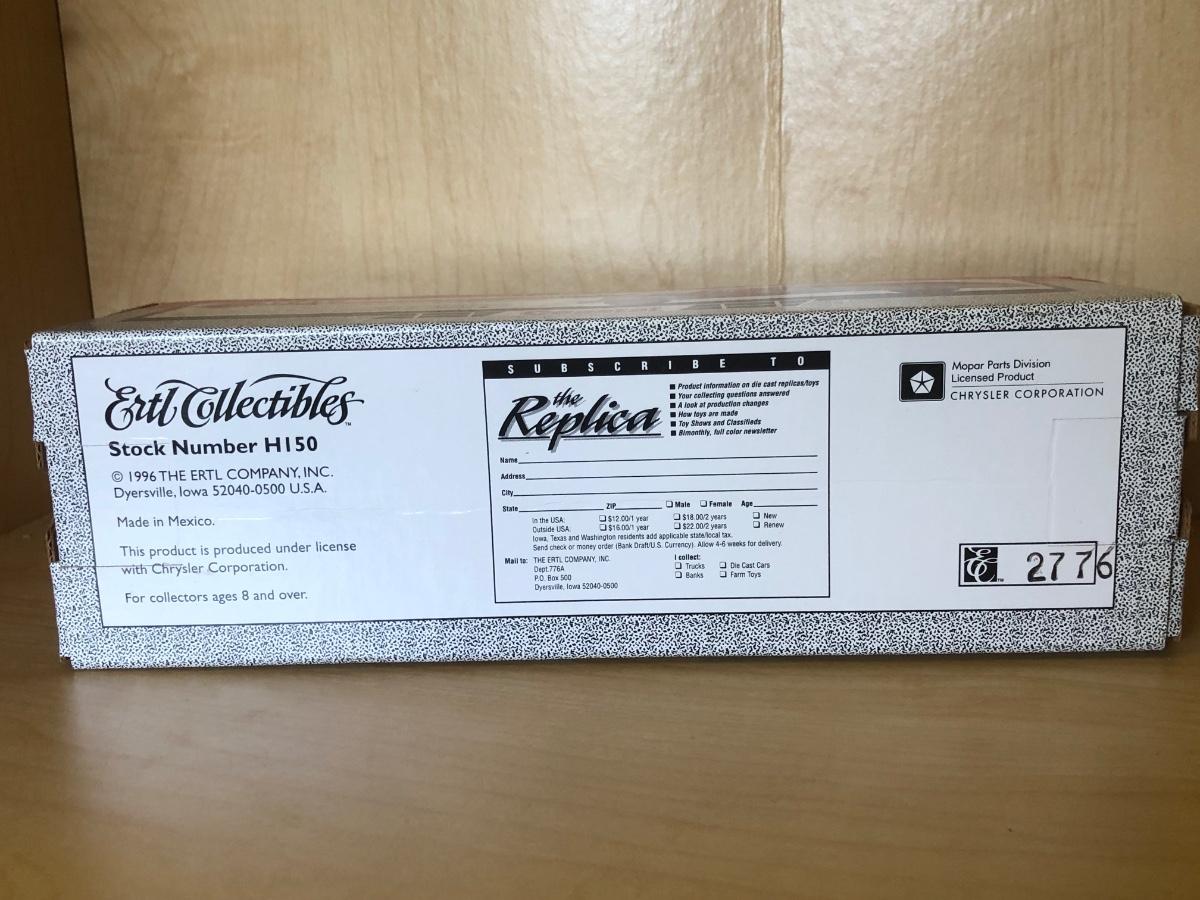 Ertl Collectibles™
Stock Number H150
© 1996 THE ERTL COMPANY, INC.
Dyersville, Iowa 52040-0500 U.S.A.
Made in Mexico.
This product is produced under license
with Chrysler Corporation.
For collectors ages 8 and over.
SUBSCRIBE TO
the
Replica
■ Product information on die cast replicas/toys
■ Your collecting questions answered
■ A look at production changes
■ How toys are made
■ Toy Shows and Classifieds
■ Bimonthly, full color newsletter
Name
Address
City
State ZIP ❑ Male ❑ Female Age
In the USA: ❑ $12.00/1 year ❑ $18.00/2 years ❑ New
Outside USA: ❑ $16.00/1 year ❑ $22.00/2 years ❑ Renew
Iowa, Texas and Washington residents add applicable state/local tax.
Send check or money order (Bank Draft/U.S. Currency). Allow 4-6 weeks for delivery.
Mail to: THE ERTL COMPANY, INC.
Dept.776A
P.O. Box 500
Dyersville, Iowa 52040-0500
I collect:
❑ Trucks ❑ Die Cast Cars
❑ Banks ❑ Farm Toys
Mopar Parts Division
Licensed Product
CHRYSLER CORPORATION
E™ 2776